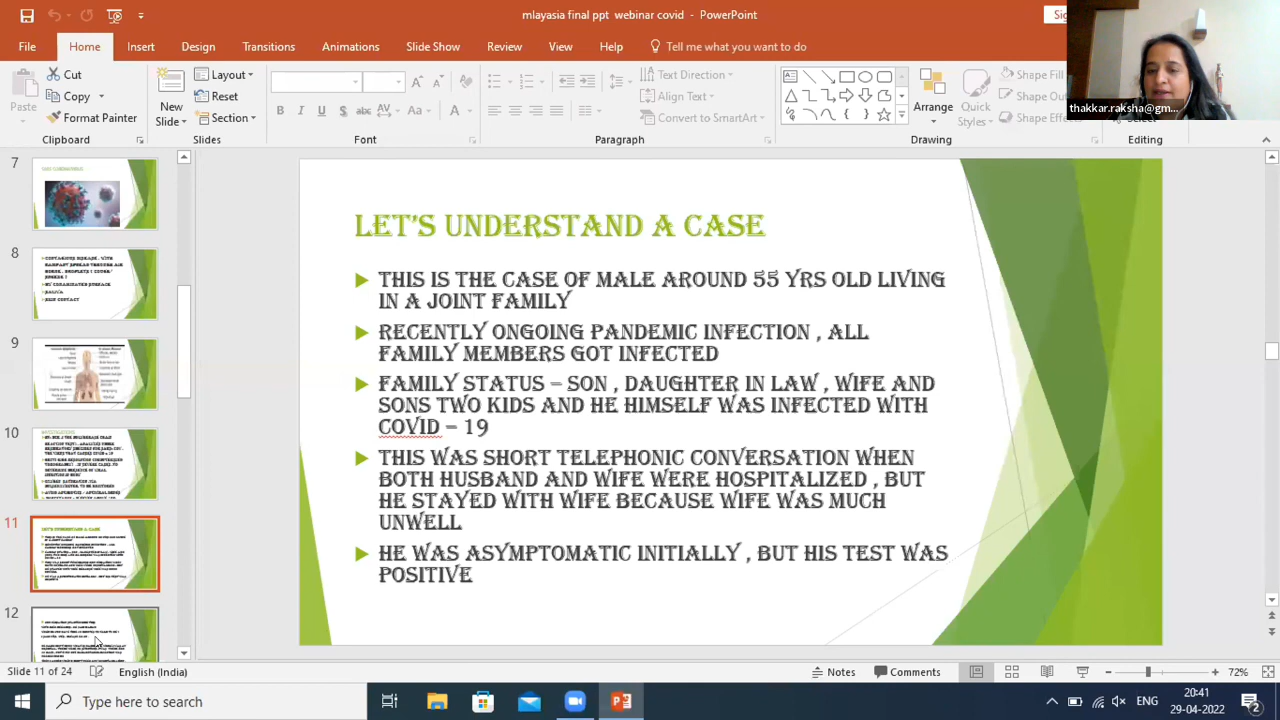 mlayasia final ppt webinar covid - PowerPoint
File Home Insert Design Transitions Animations Slide Show Review View Help Tell me what you want to do
thakkar.raksha@gm...
Paste
Cut
Copy
Format Painter
Clipboard
New Slide
Layout
Reset
Section
Slides
B I U S abc AV Aa A
Font
Text Direction
Align Text
Convert to SmartArt
Paragraph
Arrange
Quick Styles
Shape Fill
Shape Effects
Drawing
Editing
7
8
9
10
11
12
LET'S UNDERSTAND A CASE
THIS IS THE CASE OF MALE AROUND 55 YRS OLD LIVING
IN A JOINT FAMILY
RECENTLY ONGOING PANDEMIC INFECTION , ALL
FAMILY MEMBERS GOT INFECTED
FAMILY STATUS – SON , DAUGHTER IN LAW , WIFE AND
SONS TWO KIDS AND HE HIMSELF WAS INFECTED WITH
COVID – 19
THIS WAS SHORT TELEPHONIC CONVERSATION WHEN
BOTH HUSBAND AND WIFE WERE HOSPITALIZED , BUT
HE STAYED WITH WIFE BECAUSE WIFE WAS MUCH
UNWELL
HE WAS ASYMPTOMATIC INITIALLY . BUT HIS TEST WAS
POSITIVE
Slide 11 of 24 English (India) Notes Comments 72%
Type here to search
ENG
20:41
29-04-2022
2